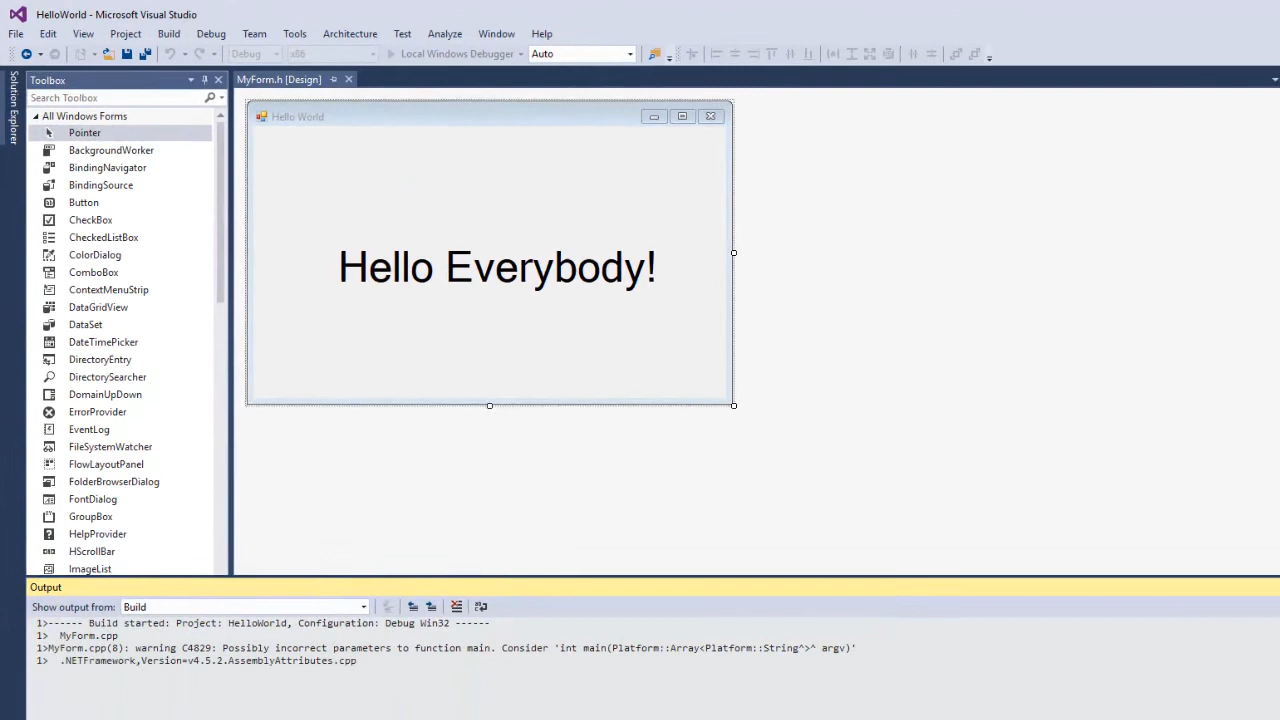 HelloWorld - Microsoft Visual Studio
File Edit View Project Build Debug Team Tools Architecture Test Analyze Window Help
Debug x86 Local Windows Debugger Auto
Solution Explorer
Toolbox
MyForm.h [Design]
Search Toolbox
All Windows Forms
Pointer
BackgroundWorker
BindingNavigator
BindingSource
Button
CheckBox
CheckedListBox
ColorDialog
ComboBox
ContextMenuStrip
DataGridView
DataSet
DateTimePicker
DirectoryEntry
DirectorySearcher
DomainUpDown
ErrorProvider
EventLog
FileSystemWatcher
FlowLayoutPanel
FolderBrowserDialog
FontDialog
GroupBox
HelpProvider
HScrollBar
ImageList
Hello World
Hello Everybody!
Output
Show output from: Build
1>------ Build started: Project: HelloWorld, Configuration: Debug Win32 ------
1>  MyForm.cpp
1>MyForm.cpp(8): warning C4829: Possibly incorrect parameters to function main. Consider 'int main(Platform::Array<Platform::String^>^ argv)'
1>  .NETFramework,Version=v4.5.2.AssemblyAttributes.cpp